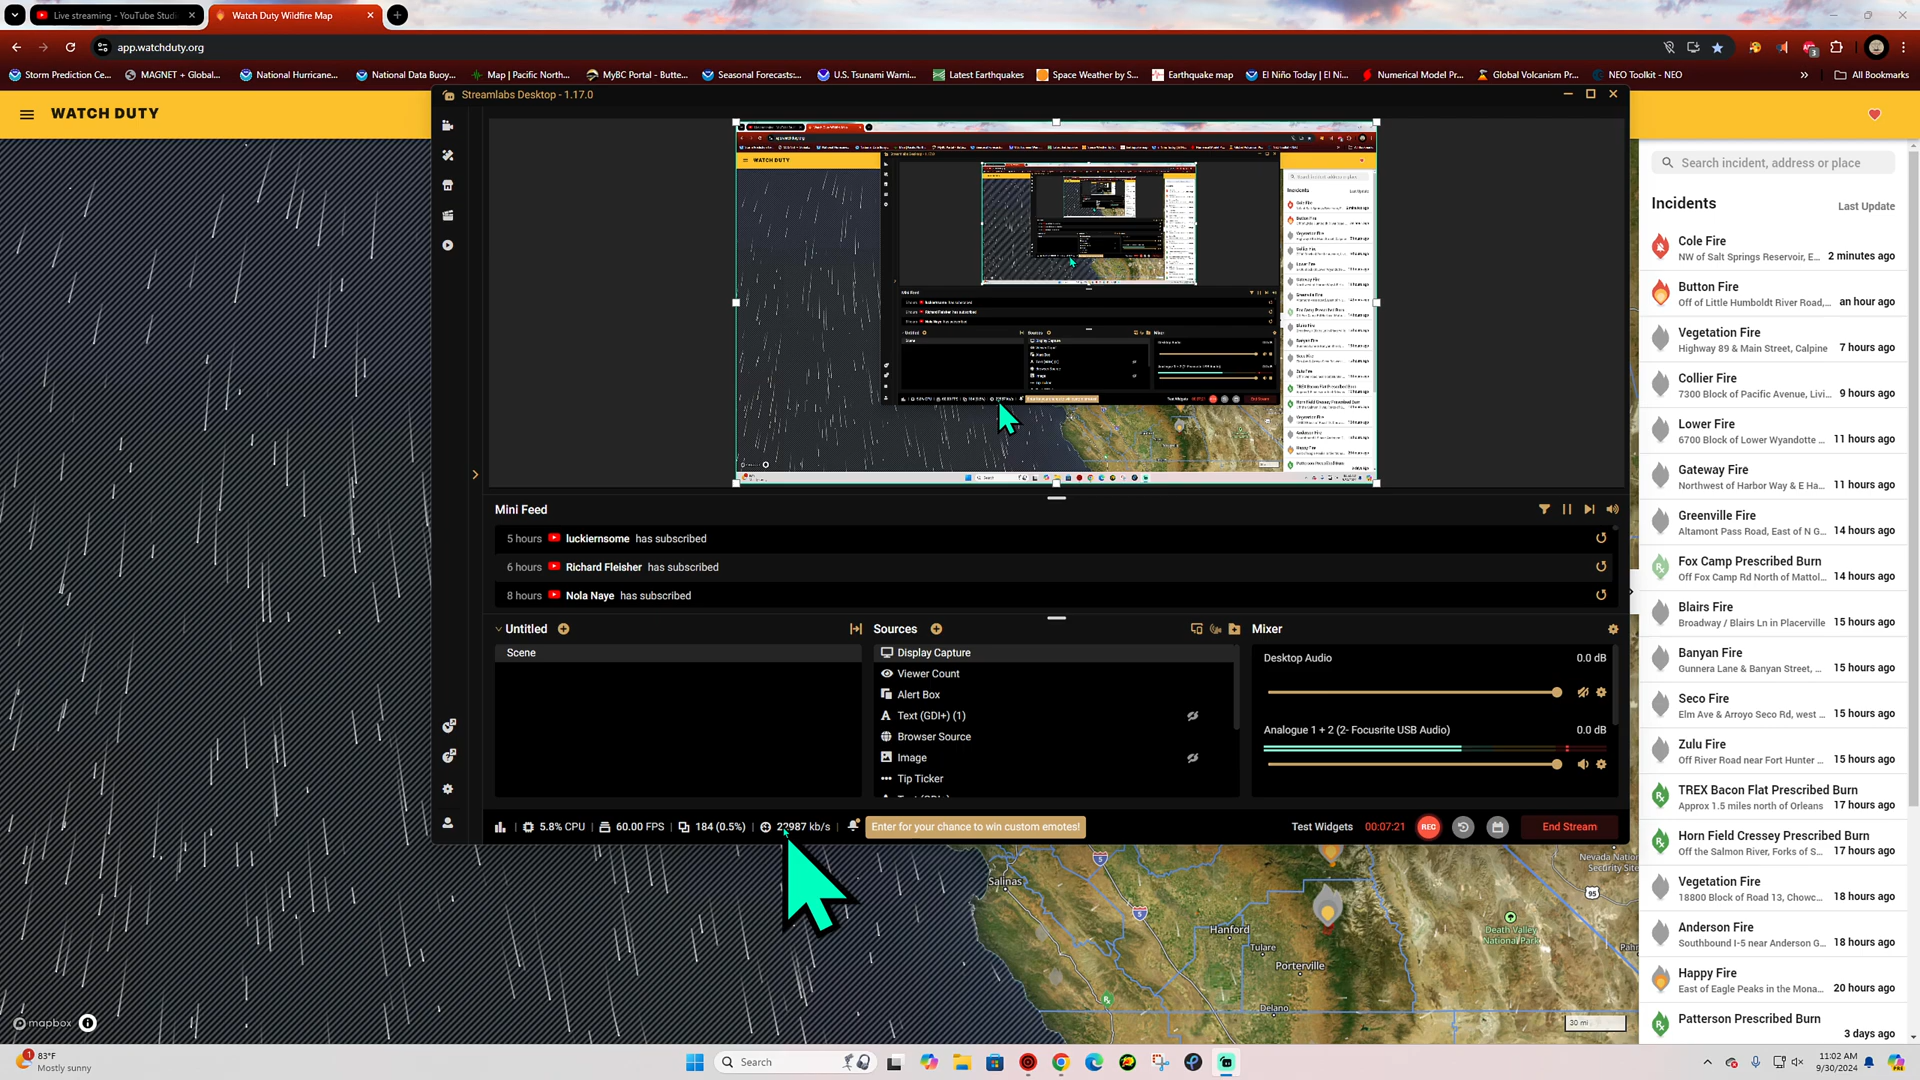 Live streaming - YouTube Studi
Watch Duty Wildfire Map
app.watchduty.org
3
Storm Prediction Ce...
MAGNET + Global...
National Hurricane...
National Data Buoy...
Map | Pacific North...
MyBC Portal - Butte...
Seasonal Forecasts:...
U.S. Tsunami Warni...
Latest Earthquakes
Space Weather by S...
Earthquake map
El Niño Today | El Ni...
Numerical Model Pr...
Global Volcanism Pr...
NEO Toolkit - NEO
All Bookmarks
WATCH DUTY
Streamlabs Desktop - 1.17.0
Search incident, address or place
Incidents
Last Update
Cole Fire
NW of Salt Springs Reservoir, E... 2 minutes ago
Button Fire
Off of Little Humboldt River Road,... an hour ago
Vegetation Fire
Highway 89 & Main Street, Calpine 7 hours ago
Collier Fire
7300 Block of Pacific Avenue, Livi... 9 hours ago
Lower Fire
6700 Block of Lower Wyandotte ... 11 hours ago
Gateway Fire
Northwest of Harbor Way & E Ha... 11 hours ago
Greenville Fire
Altamont Pass Road, East of N G... 14 hours ago
Fox Camp Prescribed Burn
Off Fox Camp Rd North of Mattol... 14 hours ago
Blairs Fire
Broadway / Blairs Ln in Placerville 15 hours ago
Banyan Fire
Gunnera Lane & Banyan Street, ... 15 hours ago
Seco Fire
Elm Ave & Arroyo Seco Rd, west ... 15 hours ago
Zulu Fire
Off River Road near Fort Hunter ... 15 hours ago
TREX Bacon Flat Prescribed Burn
Approx 1.5 miles north of Orleans 17 hours ago
Horn Field Cressey Prescribed Burn
Off the Salmon River, Forks of S... 17 hours ago
Vegetation Fire
18800 Block of Road 13, Chowc... 18 hours ago
Anderson Fire
Southbound I-5 near Anderson G... 18 hours ago
Happy Fire
East of Eagle Peaks in the Mona... 20 hours ago
Patterson Prescribed Burn
3 days ago
Mini Feed
5 hours luckiernsome has subscribed
6 hours Richard Fleisher has subscribed
8 hours Nola Naye has subscribed
Untitled
Scene
Sources
Display Capture
Viewer Count
Alert Box
Text (GDI+) (1)
Browser Source
Image
Tip Ticker
Mixer
Desktop Audio 0.0 dB
Analogue 1 + 2 (2- Focusrite USB Audio) 0.0 dB
5.8% CPU
60.00 FPS
184 (0.5%)
22987 kb/s
Enter for your chance to win custom emotes!
Test Widgets
00:07:21
REC
End Stream
Salinas
5
5
95
Hanford
Tulare
Porterville
Delano
Death Valley
National Park
Nevada Nation
Security Site
30 mi
mapbox
1
83°F
Mostly sunny
Search
11:02 AM
9/30/2024